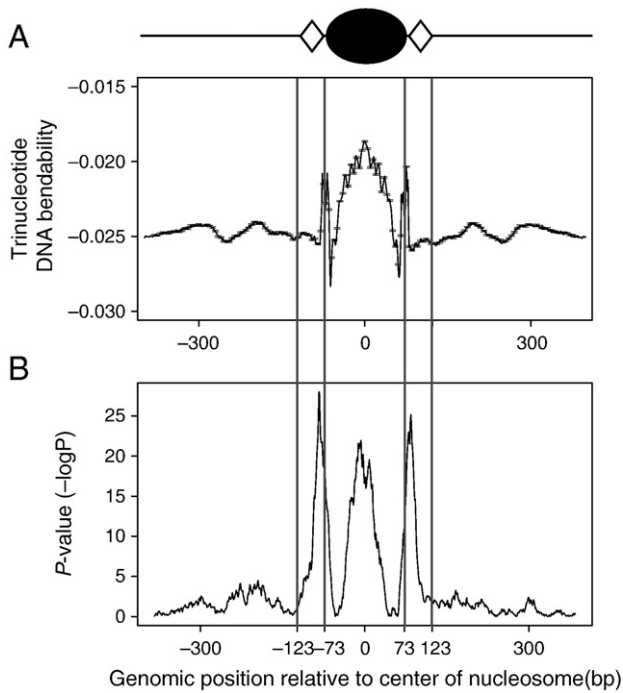 A
−0.015
−0.020
−0.025
−0.030
Trinucleotide
DNA bendability
−300 0 300
B
25
20
15
10
5
0
P-value (−logP)
−300 −123 −73 0 73 123 300
Genomic position relative to center of nucleosome(bp)